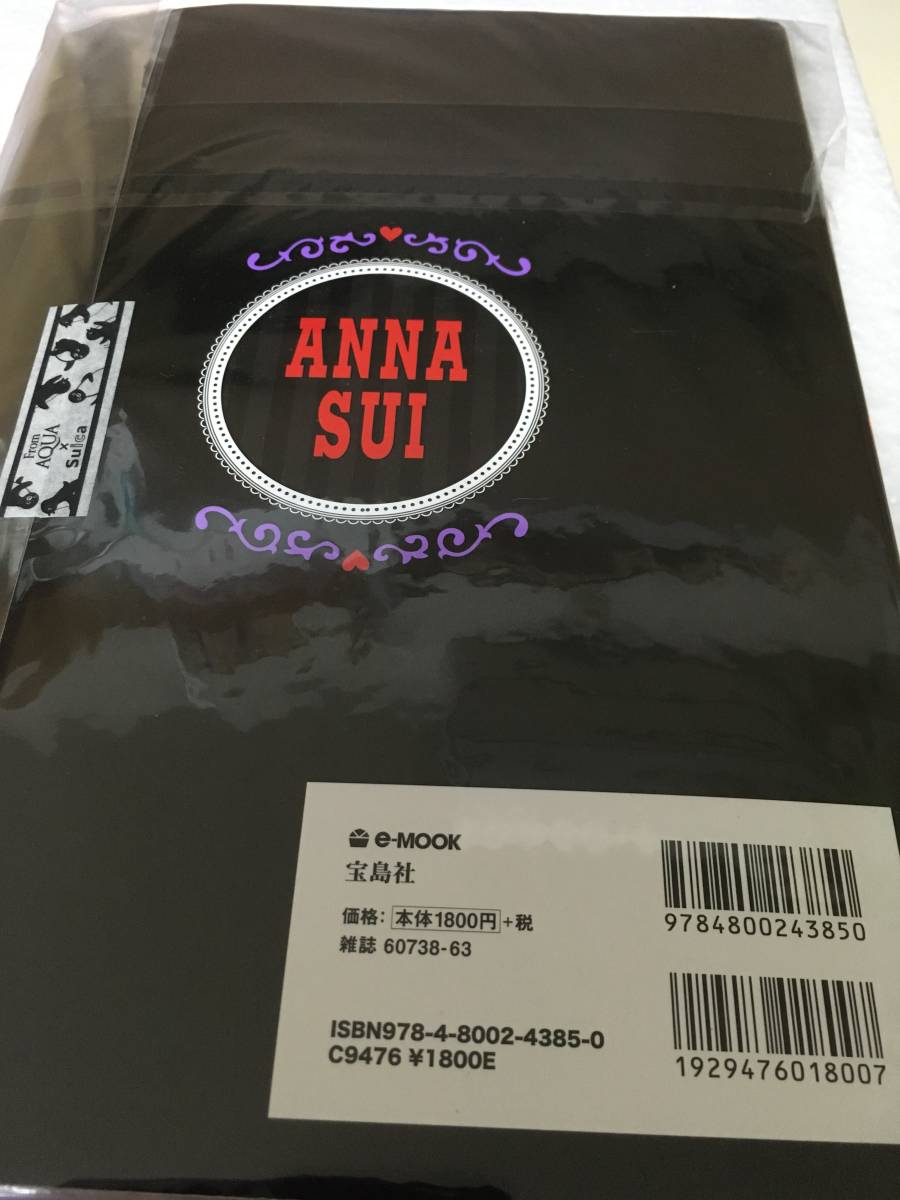 ANNA
SUI
From
AQUA
×
Suica
e-MOOK
宝島社
価格: 本体1800円+税
雑誌 60738-63
ISBN978-4-8002-4385-0
C9476 ¥1800E
9784800243850
1929476018007